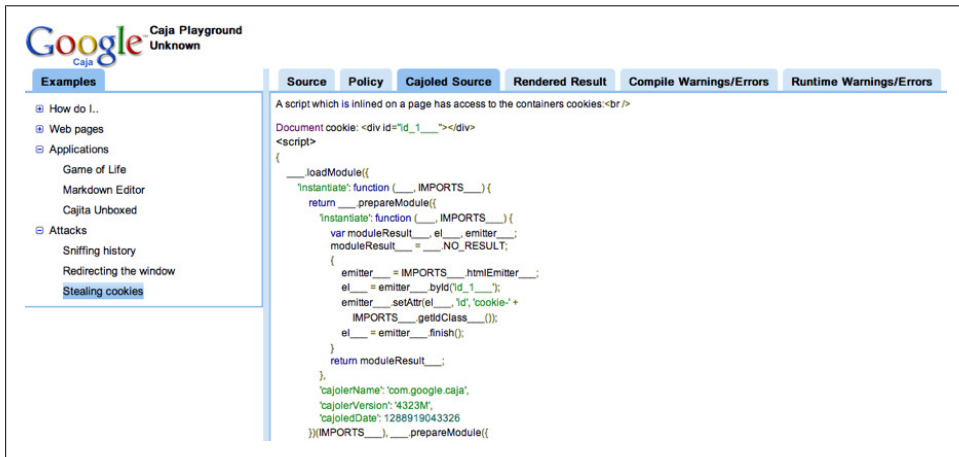 Google Caja
Caja Playground
Unknown
Examples
How do I..
Web pages
Applications
Game of Life
Markdown Editor
Cajita Unboxed
Attacks
Sniffing history
Redirecting the window
Stealing cookies
Source Policy Cajoled Source Rendered Result Compile Warnings/Errors Runtime Warnings/Errors
A script which is inlined on a page has access to the containers cookies:<br />
Document cookie: <div id="id_1___"></div>
<script>
{
___.loadModule({
'instantiate': function (___, IMPORTS___) {
return ___.prepareModule({
'instantiate': function (___, IMPORTS___) {
var moduleResult___, el___, emitter___;
moduleResult___ = ___.NO_RESULT;
{
emitter___ = IMPORTS___.htmlEmitter___;
el___ = emitter___.byId('id_1___');
emitter___.setAttr(el___, 'id', 'cookie-' +
IMPORTS___.getIdClass___());
el___ = emitter___.finish();
}
return moduleResult___;
},
'cajolerName': 'com.google.caja',
'cajolerVersion': '4323M',
'cajoledDate': 1288919043326
})(IMPORTS___), ___.prepareModule({